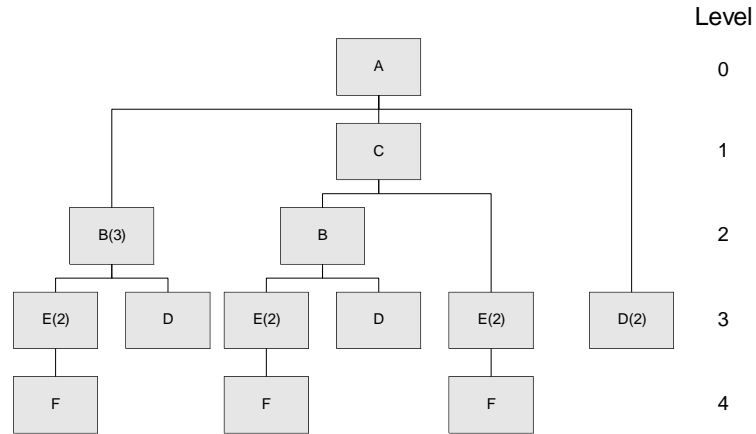 Level
A 0
C 1
B(3) B 2
E(2) D E(2) D E(2) D(2) 3
F F F 4